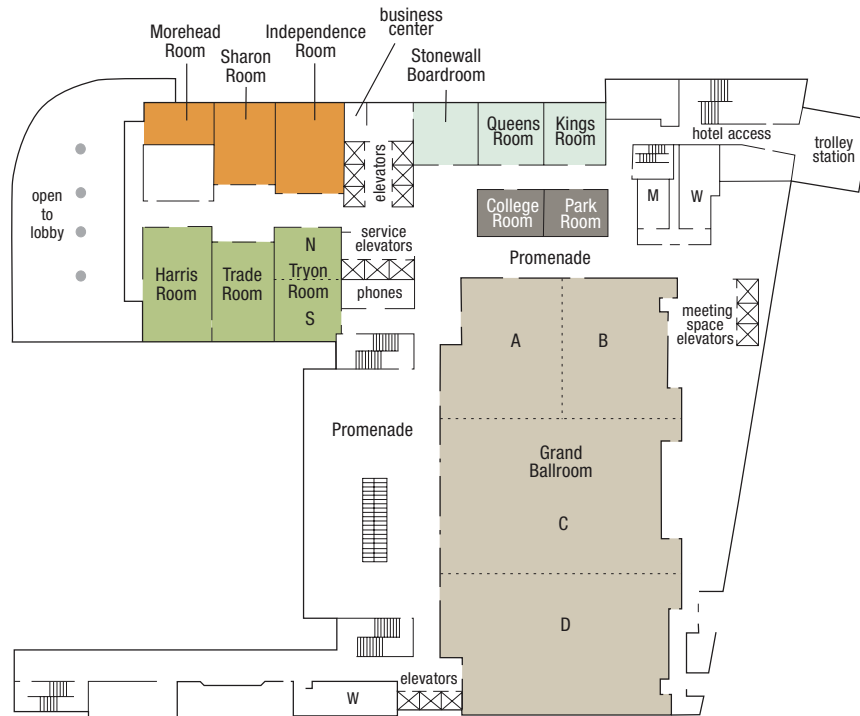 business
center
Morehead
Room
Independence
Room
Sharon
Room
Stonewall
Boardroom
Queens
Room
Kings
Room
hotel access
trolley
station
elevators
open
to
lobby
M
W
College
Room
Park
Room
service
elevators
N
Harris
Room
Trade
Room
Tryon
Room
S
phones
Promenade
meeting
space
elevators
A
B
Promenade
Grand
Ballroom
C
D
elevators
W